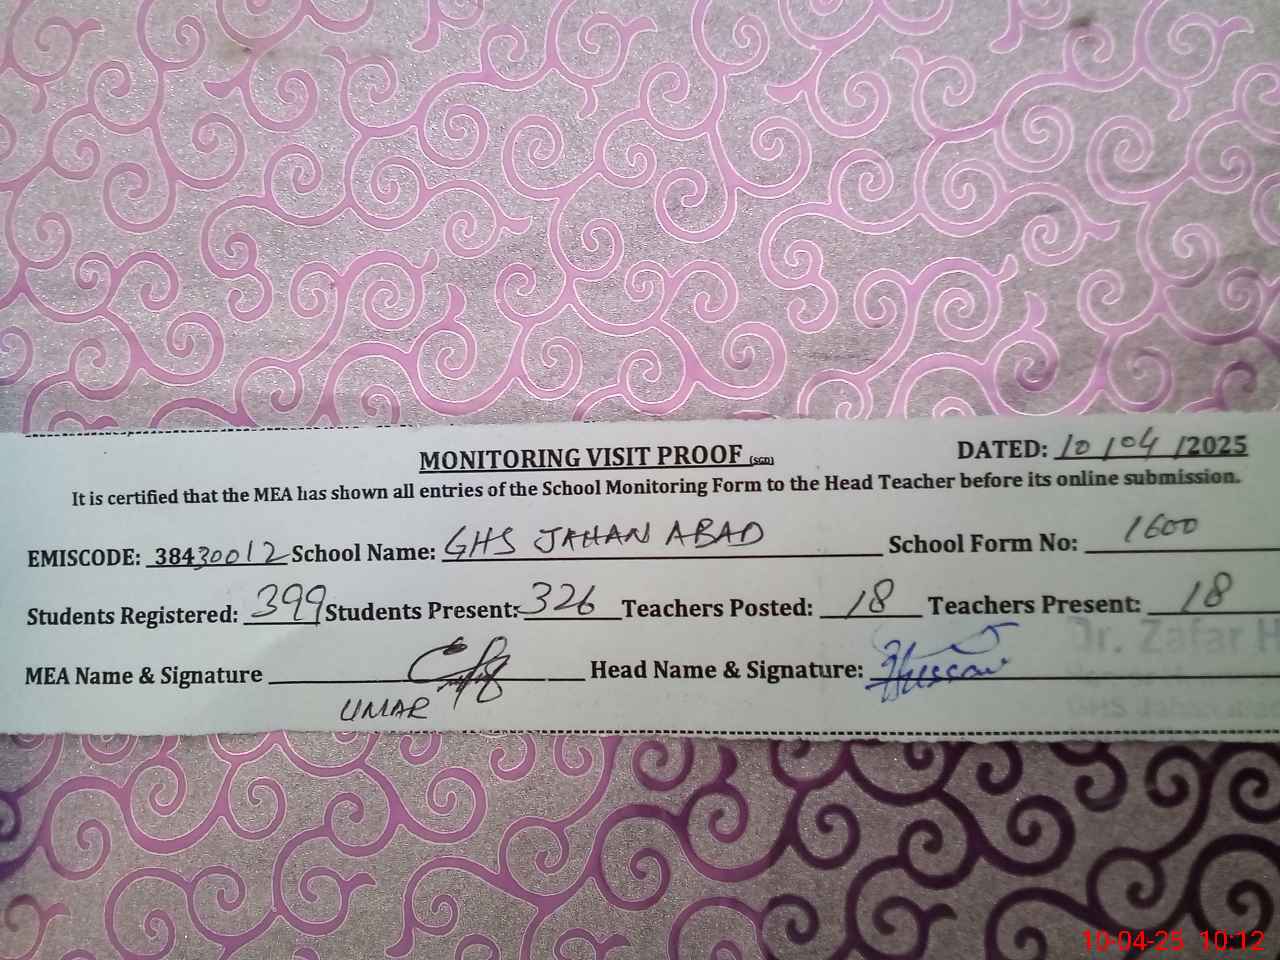 MONITORING VISIT PROOF (SGD)
DATED: 10/04/2025
It is certified that the MEA has shown all entries of the School Monitoring Form to the Head Teacher before its online submission.
EMISCODE: 38430012 School Name: GHS JAHAN ABAD School Form No: 1600
Students Registered: 399 Students Present: 326 Teachers Posted: 18 Teachers Present: 18
Dr. Zafar H
MEA Name & Signature Head Name & Signature: Hussain
UMAR
GHS
10-04-25 10:12